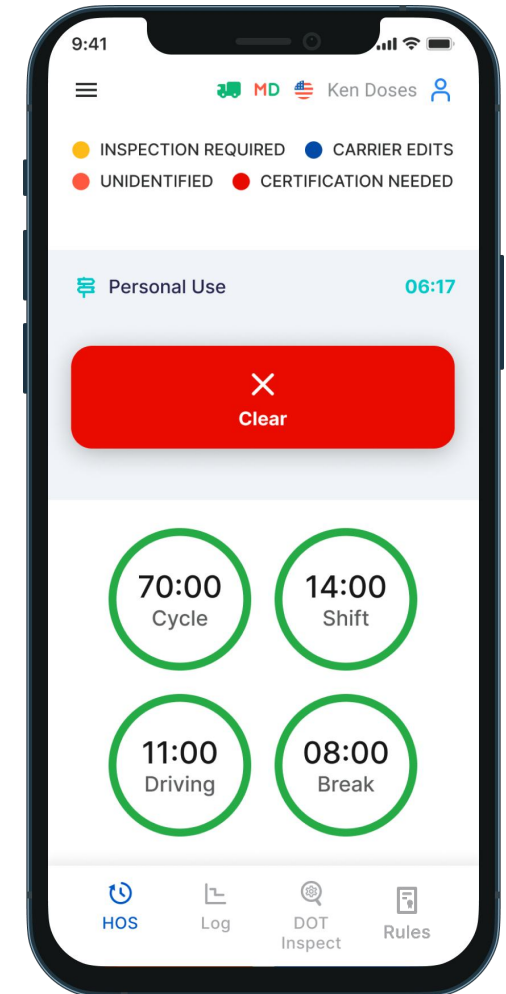 9:41
MD Ken Doses
INSPECTION REQUIRED CARRIER EDITS
UNIDENTIFIED CERTIFICATION NEEDED
Personal Use 06:17
Clear
70:00 14:00
Cycle Shift
11:00 08:00
Driving Break
HOS Log DOT Inspect Rules